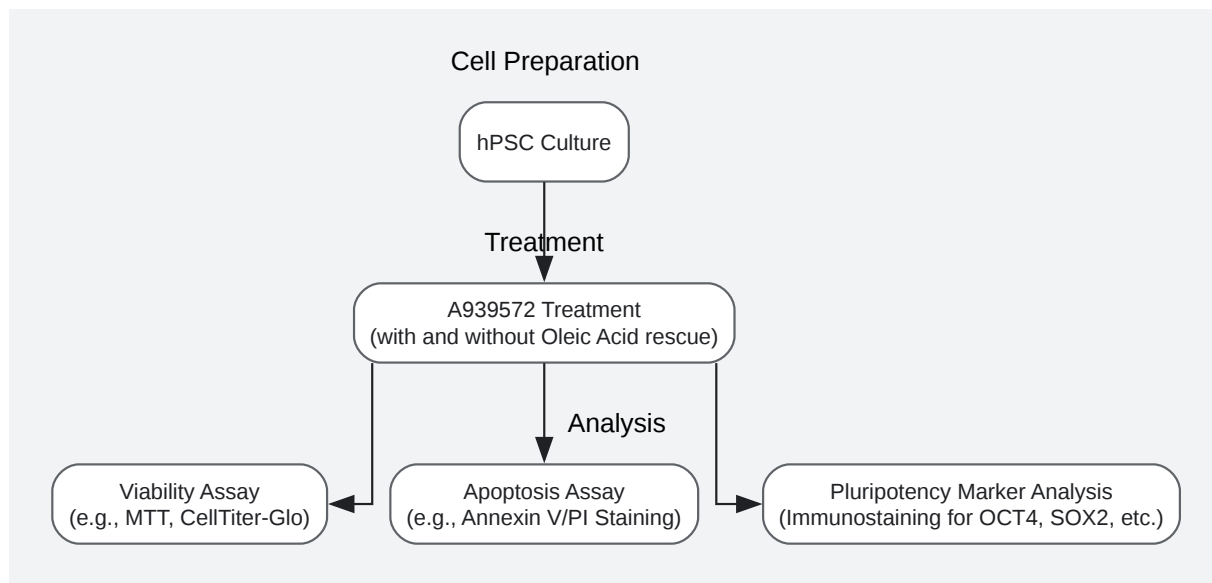 Cell Preparation
hPSC Culture
Treatment
A939572 Treatment
(with and without Oleic Acid rescue)
Analysis
Viability Assay
(e.g., MTT, CellTiter-Glo)
Apoptosis Assay
(e.g., Annexin V/PI Staining)
Pluripotency Marker Analysis
(Immunostaining for OCT4, SOX2, etc.)